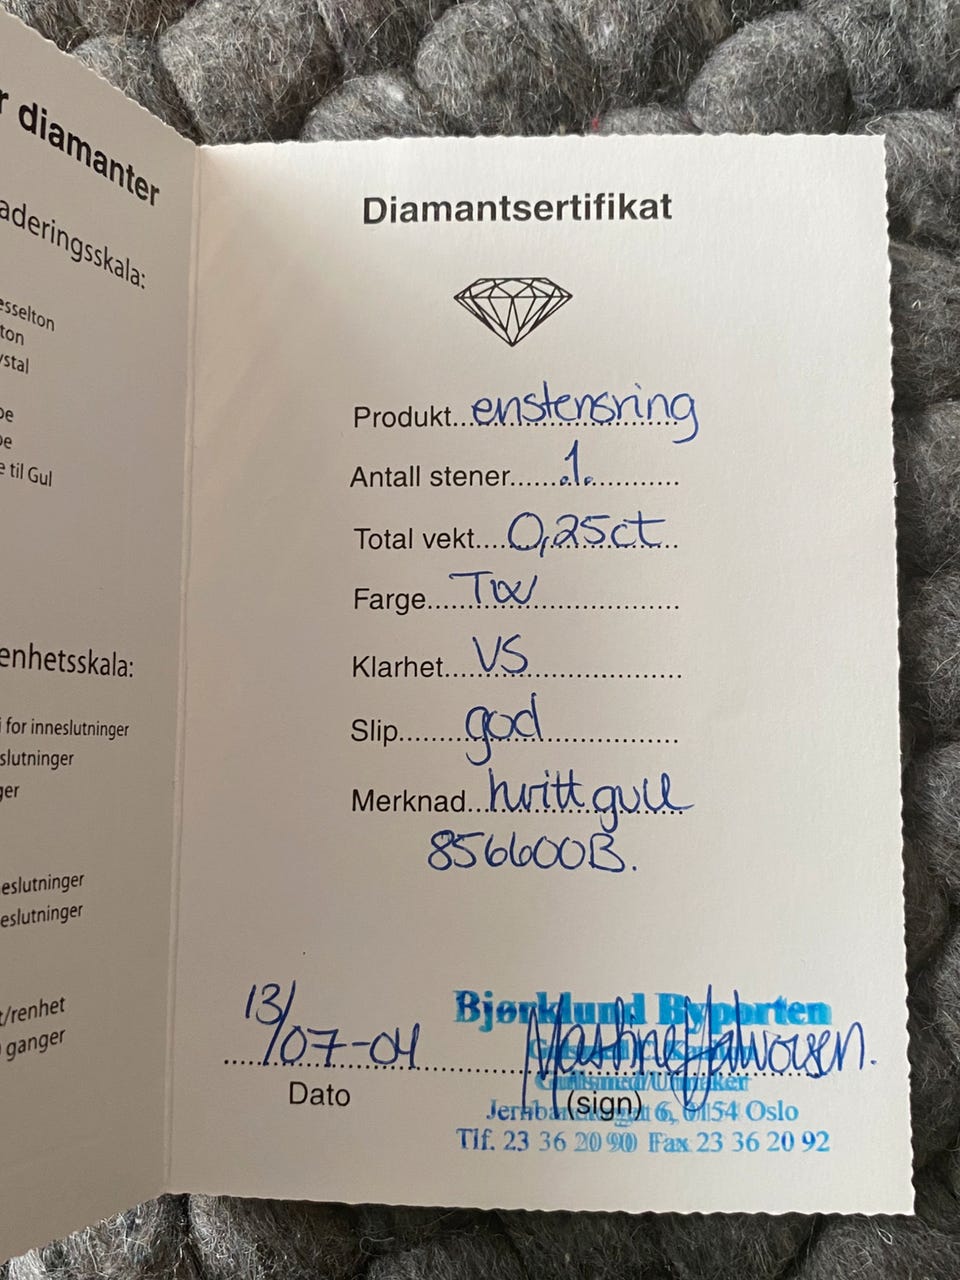 diamanter
aderingsskala:
esselton
ton
ystal
e til Gul
enhetsskala:
i for inneslutninger
slutninger
ger
eslutninger
eslutninger
t/renhet
ganger
Diamantsertifikat
Produkt...enstensring
Antall stener......1.............
Total vekt....0,25ct..
Farge...TW....................
Klarhet....VS......................
Slip........god....................
Merknad...hvitt gull
856600B.
13/07-04
Dato
Bjørklund Byporten
(sign)
Gullsmed/Urmaker
6, 0154 Oslo
Tlf. 23 36 20 90 Fax 23 36 20 92